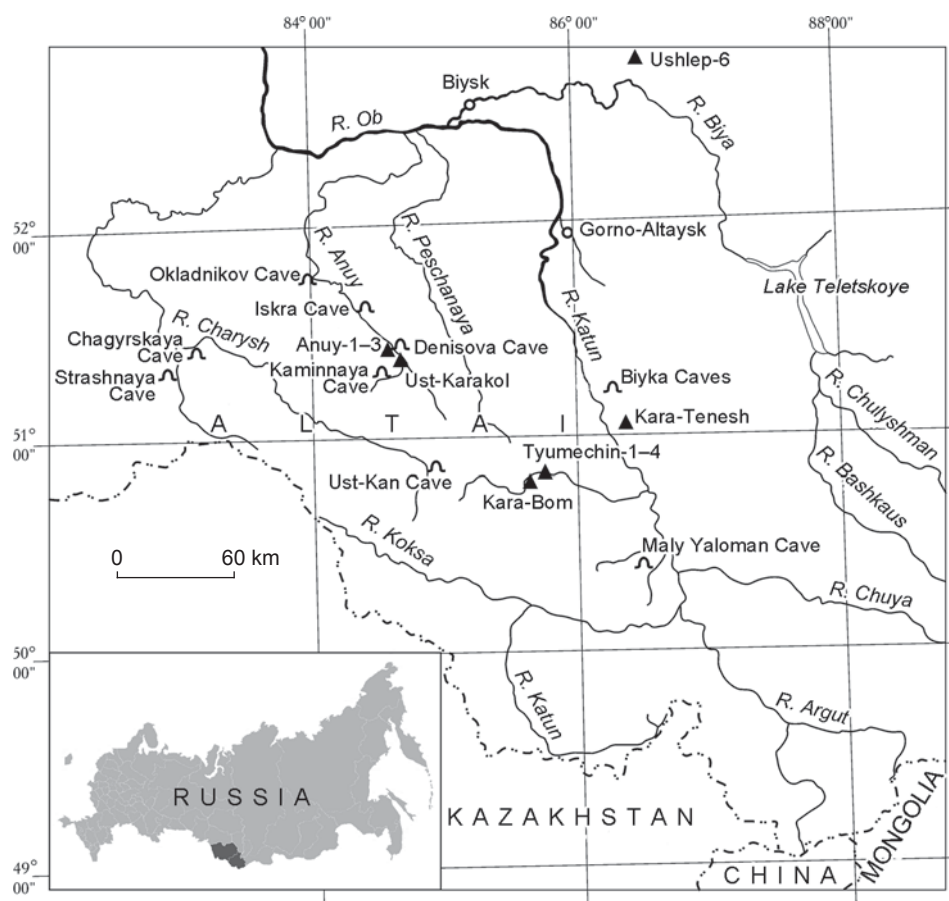 84° 00"
86° 00"
88° 00"
Ushlep-6
Biysk
R. Ob
R. Biya
52°
00"
R. Anuy
R. Peschanaya
Gorno-Altaysk
Okladnikov Cave
Lake Teletskoye
Iskra Cave
R. Katun
R. Charysh
Chagyrskaya
Cave
Anuy-1–3
Denisova Cave
Strashnaya
Cave
Kaminnaya
Cave
Ust-Karakol
Biyka Caves
R. Chulyshman
Kara-Tenesh
ALTAI
51°
00"
Tyumechin-1–4
R. Bashkaus
Ust-Kan Cave
Kara-Bom
R. Koksa
Maly Yaloman Cave
0 60 km
R. Chuya
50°
00"
R. Katun
R. Argut
RUSSIA
KAZAKHSTAN
MONGOLIA
CHINA
49°
00"